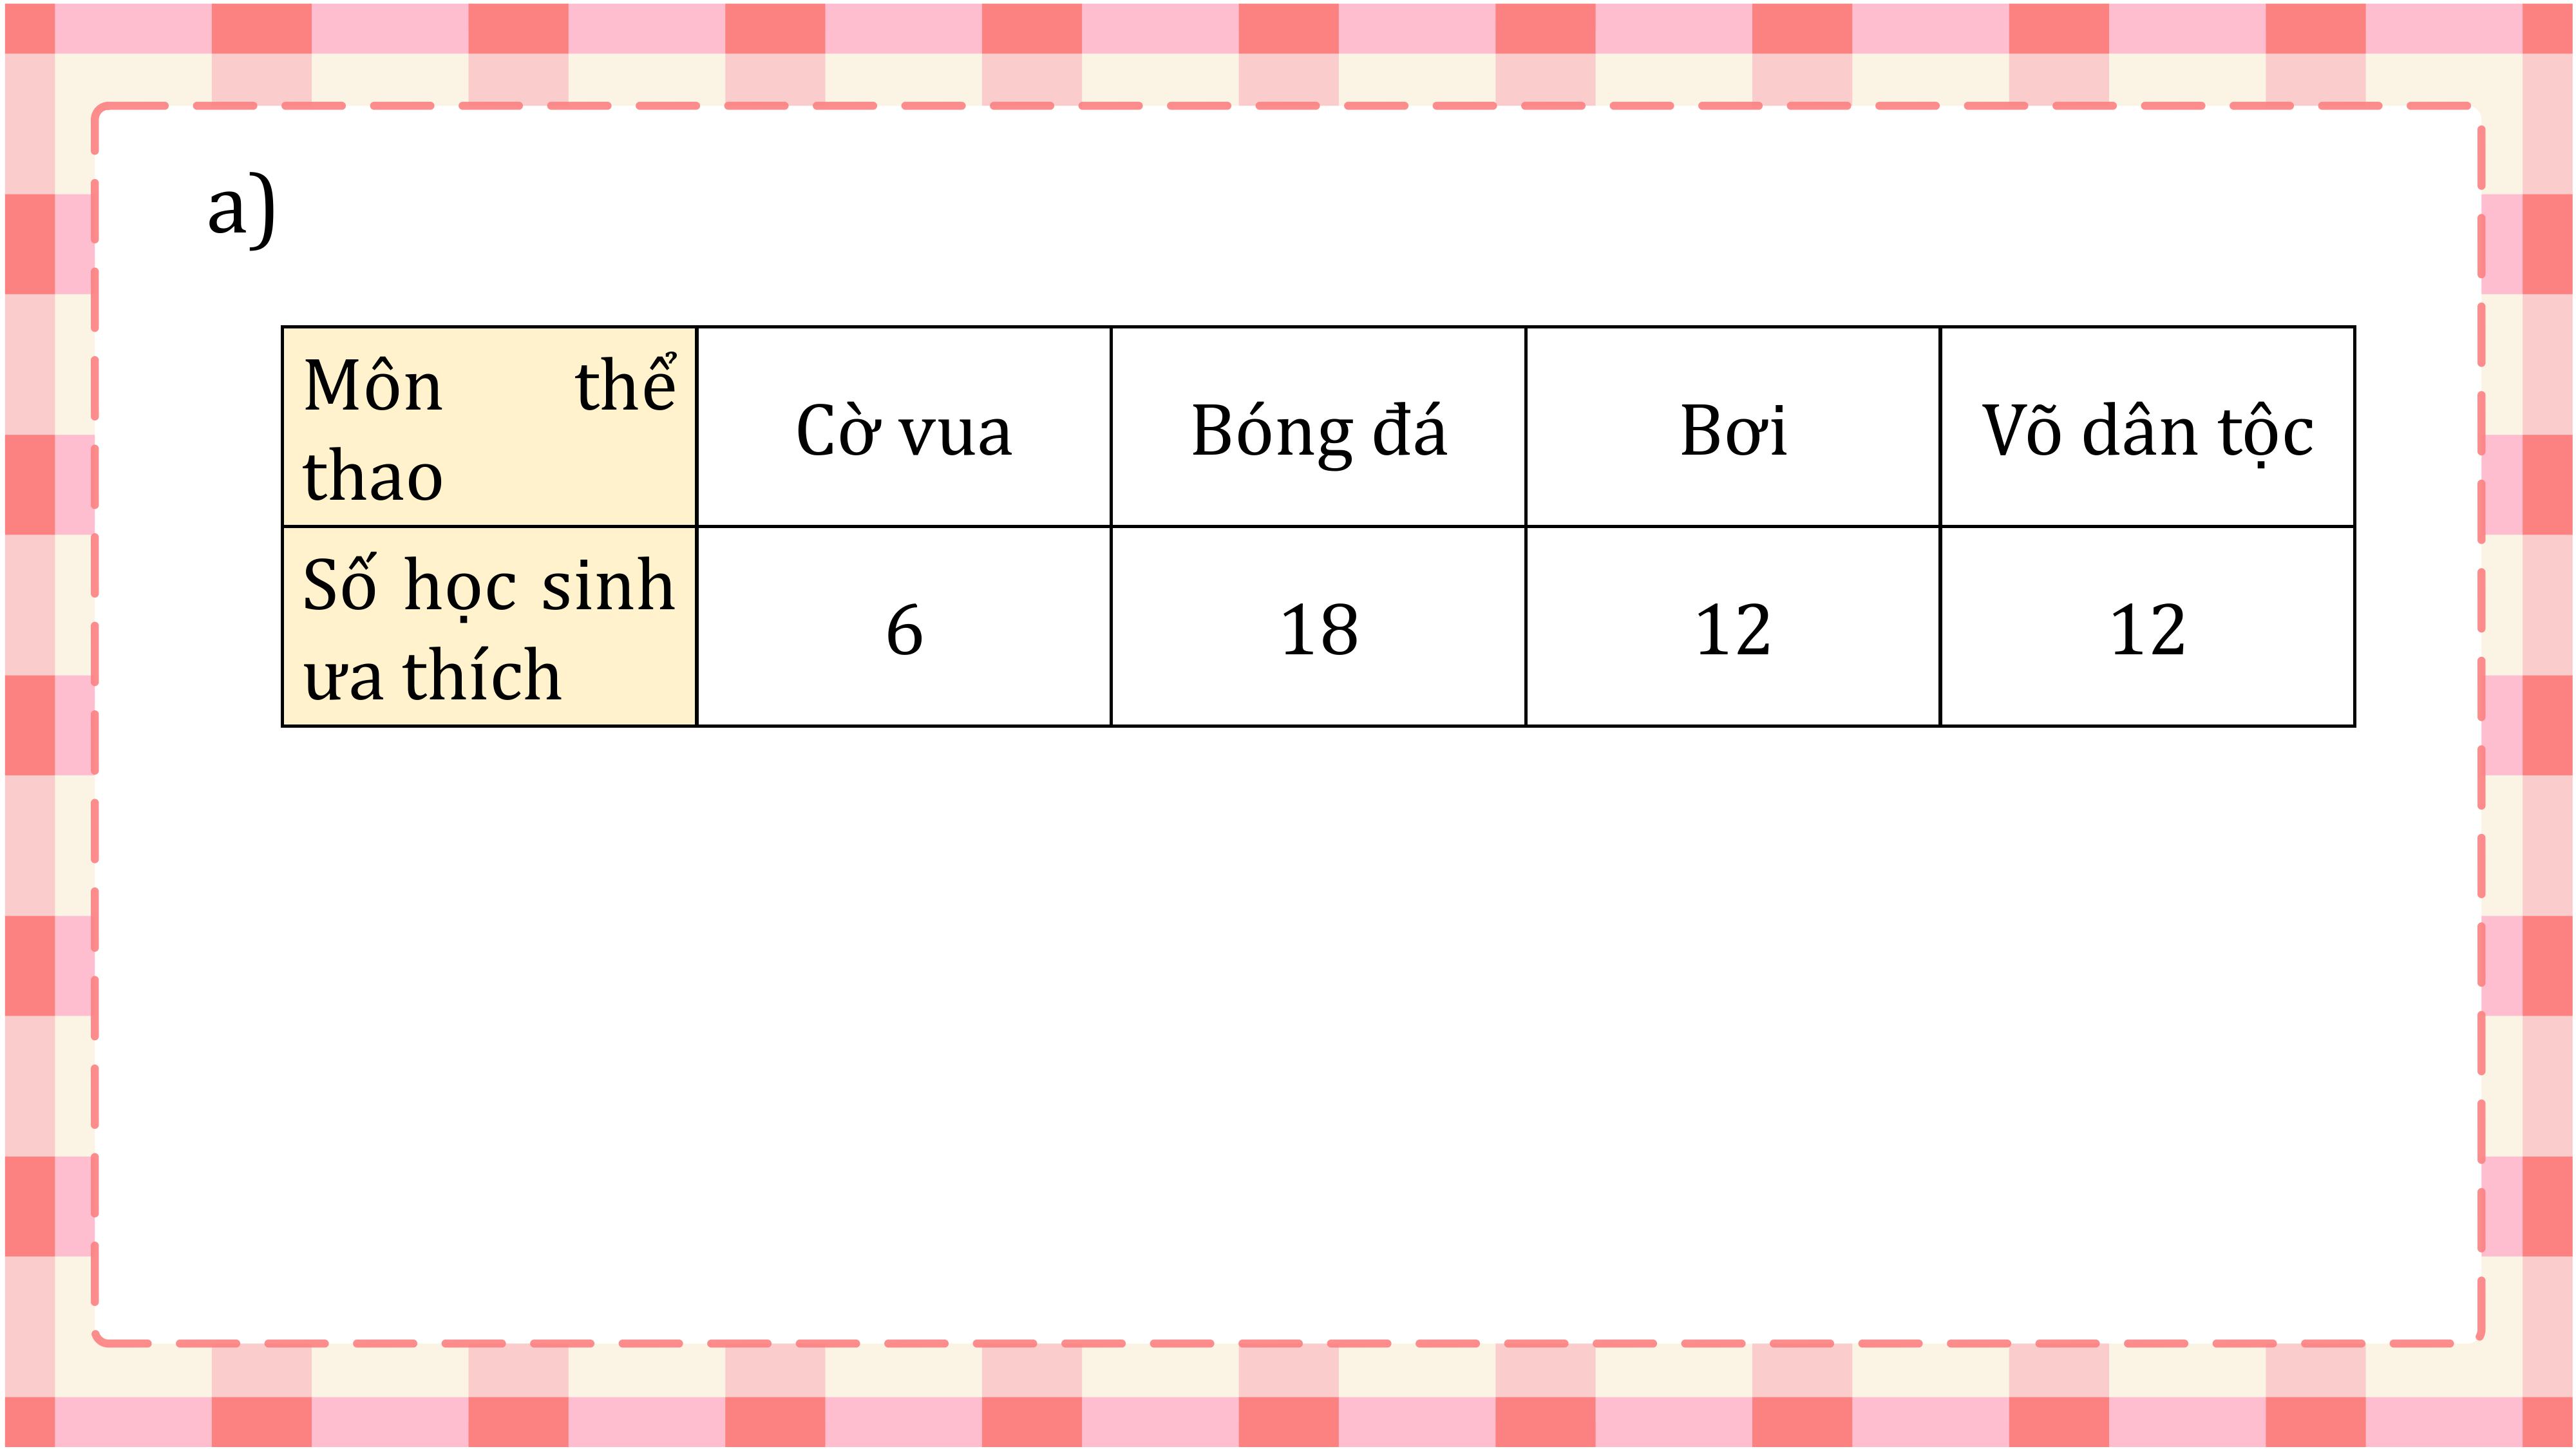 a)
Môn thể
thao
Cờ vua
Bóng đá
Bơi
Võ dân tộc
Số học sinh
ưa thích
6
18
12
12